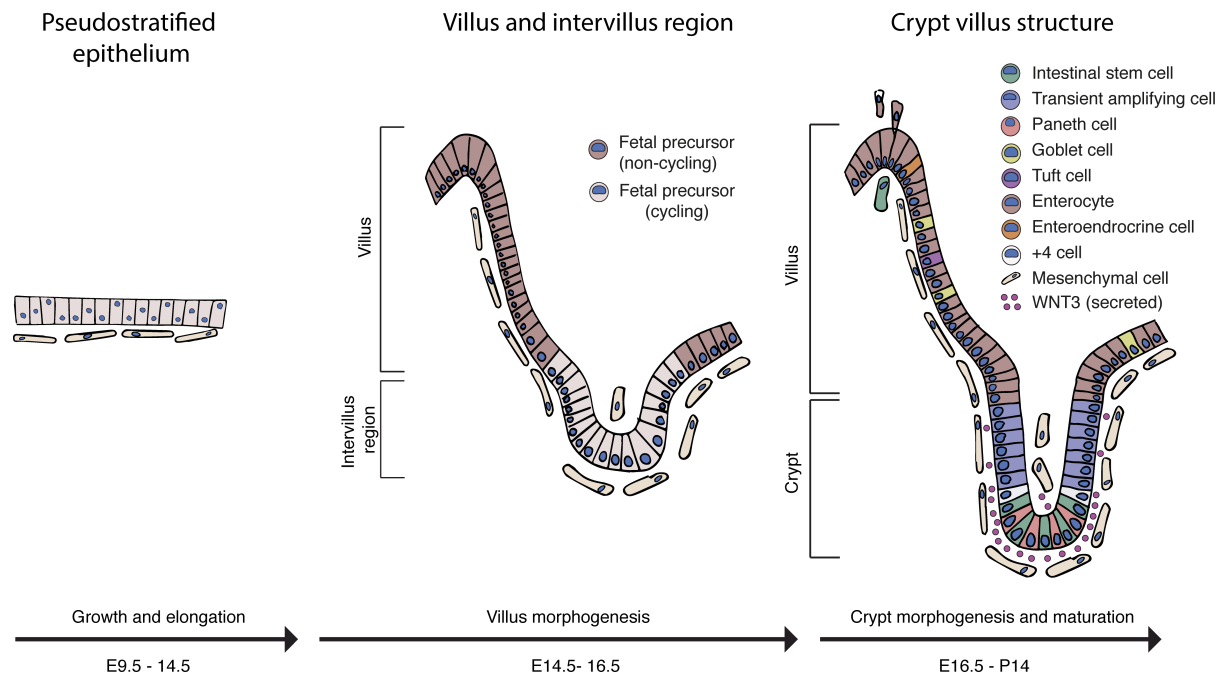 Pseudostratified
epithelium
Villus and intervillus region
Crypt villus structure
Villus
Intervillus
region
Fetal precursor
(non-cycling)
Fetal precursor
(cycling)
Villus
Crypt
Intestinal stem cell
Transient amplifying cell
Paneth cell
Goblet cell
Tuft cell
Enterocyte
Enteroendocrine cell
+4 cell
Mesenchymal cell
WNT3 (secreted)
Growth and elongation
Villus morphogenesis
Crypt morphogenesis and maturation
E9.5 - 14.5
E14.5- 16.5
E16.5 - P14